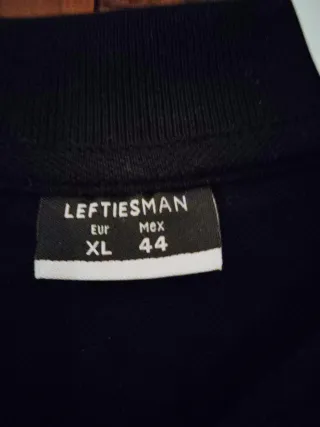 LEFTIESMAN
Eur Mex
XL 44